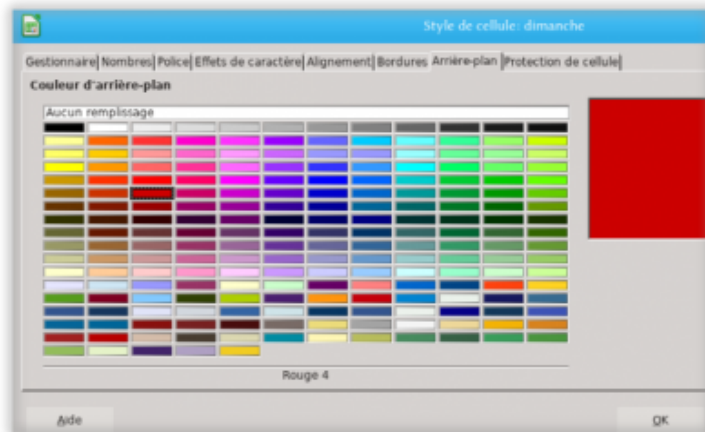 Style de cellule: dimanche
Gestionnaire Nombres Police Effets de caractère Alignement Bordures Arrière-plan Protection de cellule
Couleur d'arrière-plan
Aucun remplissage
Rouge 4
Aide OK